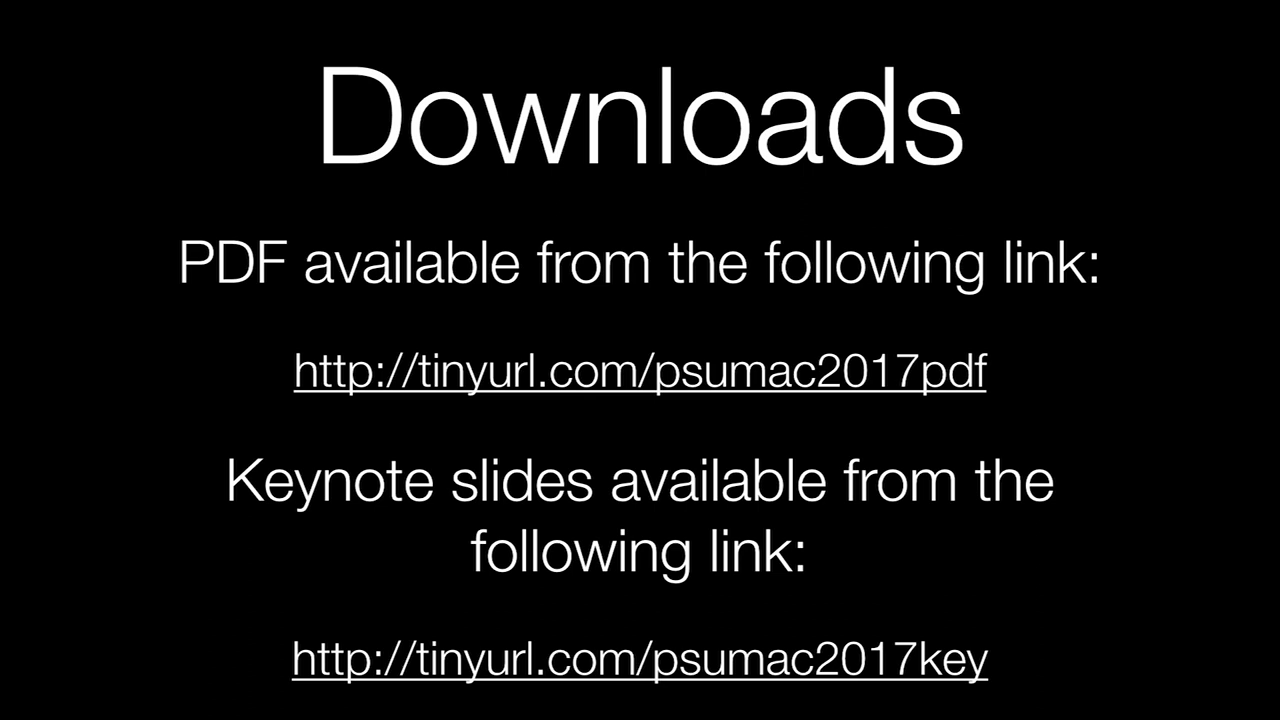 Downloads
PDF available from the following link:
http://tinyurl.com/psumac2017pdf
Keynote slides available from the
following link:
http://tinyurl.com/psumac2017key